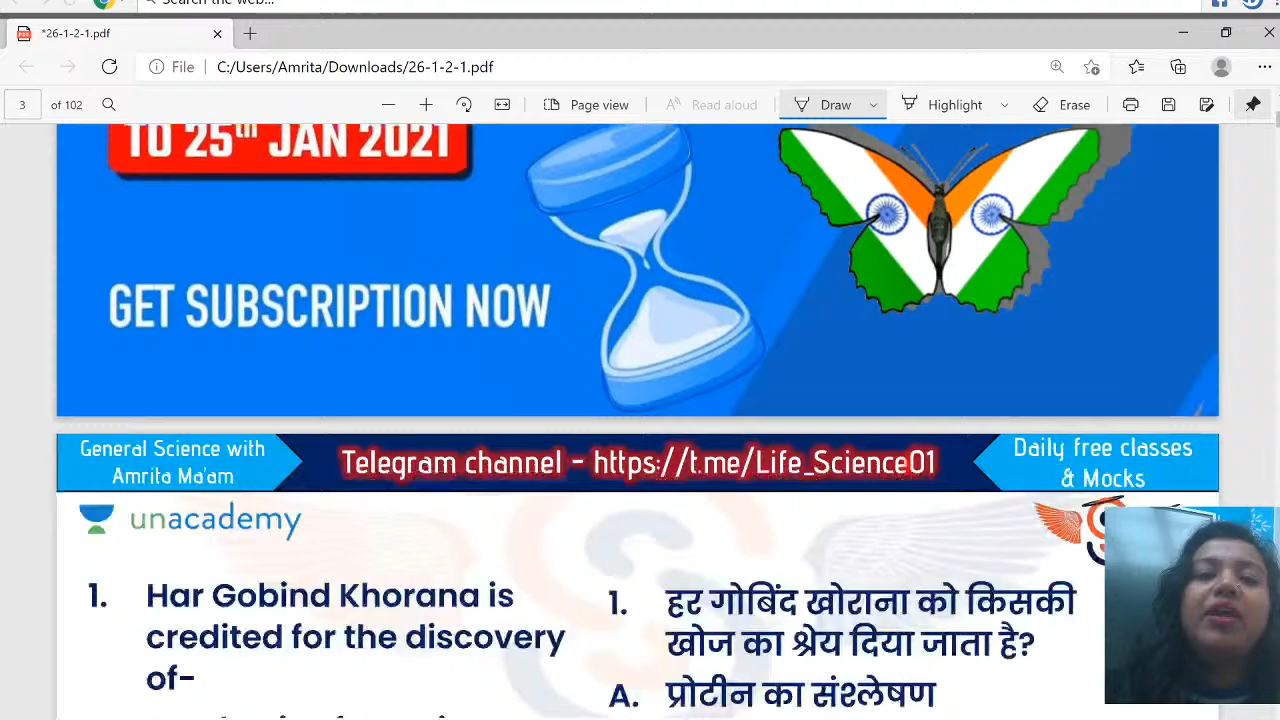 Search the web...
*26-1-2-1.pdf
File C:/Users/Amrita/Downloads/26-1-2-1.pdf
3 of 102 Page view Read aloud Draw Highlight Erase
TO 25th JAN 2021
GET SUBSCRIPTION NOW
General Science with
Amrita Ma'am
Telegram channel - https://t.me/Life_Science01
Daily free classes
& Mocks
unacademy
1. Har Gobind Khorana is
credited for the discovery
of-
1. हर गोबिंद खोराना को किसकी
खोज का श्रेय दिया जाता है?
A. प्रोटीन का संश्लेषण